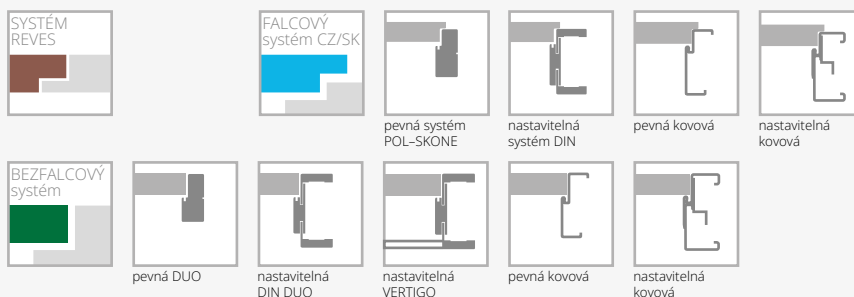 SYSTÉM
REVES
FALCOVÝ
systém CZ/SK
pevná systém
POL–SKONE
nastavitelná
systém DIN
pevná kovová
nastavitelná
kovová
BEZFALCOVÝ
systém
pevná DUO
nastavitelná
DIN DUO
nastavitelná
VERTIGO
pevná kovová
nastavitelná
kovová